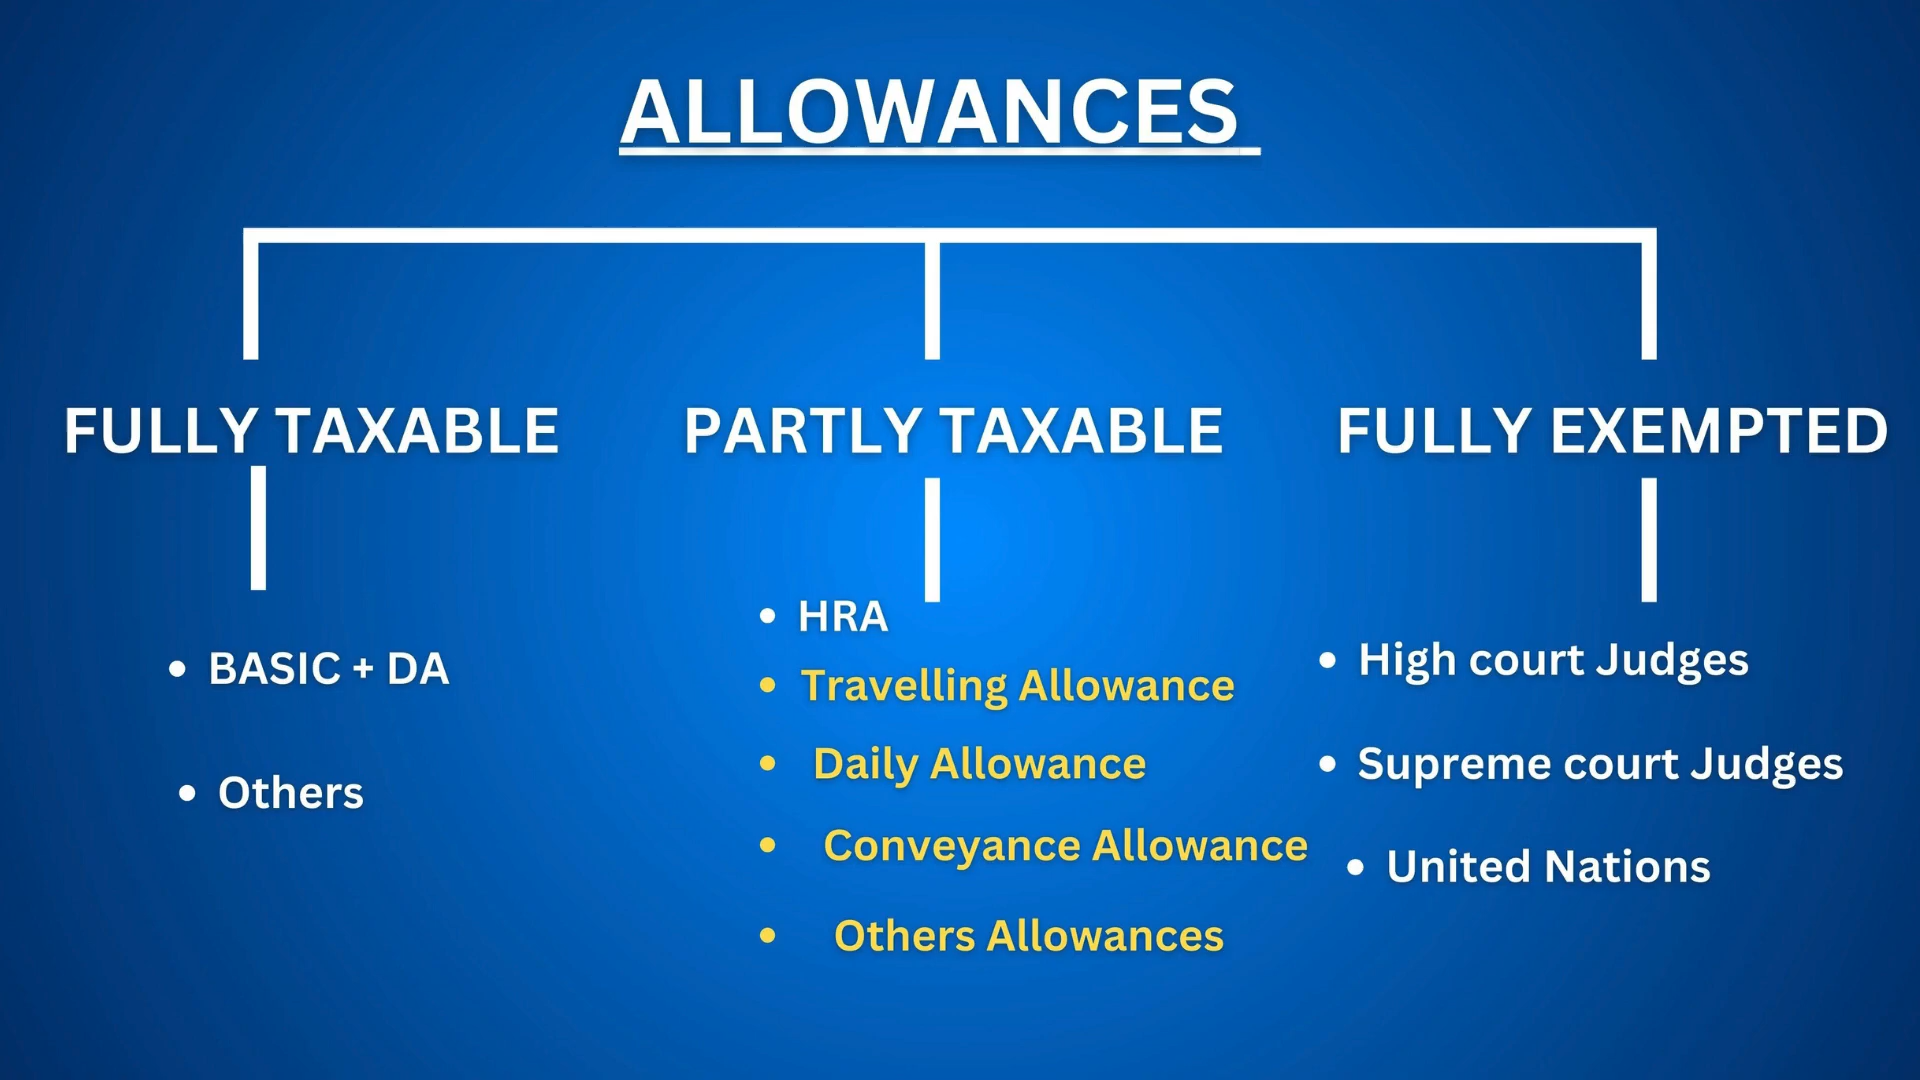 ALLOWANCES
FULLY TAXABLE
• BASIC + DA
• Others
PARTLY TAXABLE
• HRA
• Travelling Allowance
• Daily Allowance
• Conveyance Allowance
• Others Allowances
FULLY EXEMPTED
• High court Judges
• Supreme court Judges
• United Nations